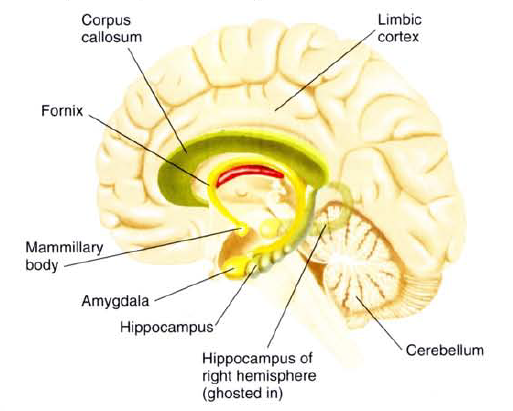 Corpus
callosum
Limbic
cortex
Fornix
Mammillary
body
Amygdala
Hippocampus
Hippocampus of
right hemisphere
(ghosted in)
Cerebellum